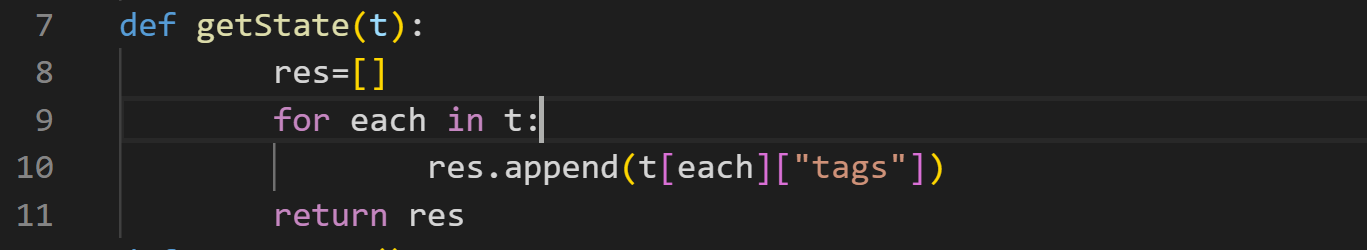 7 def getState(t):
8 res=[]
9 for each in t:
10 res.append(t[each]["tags"])
11 return res